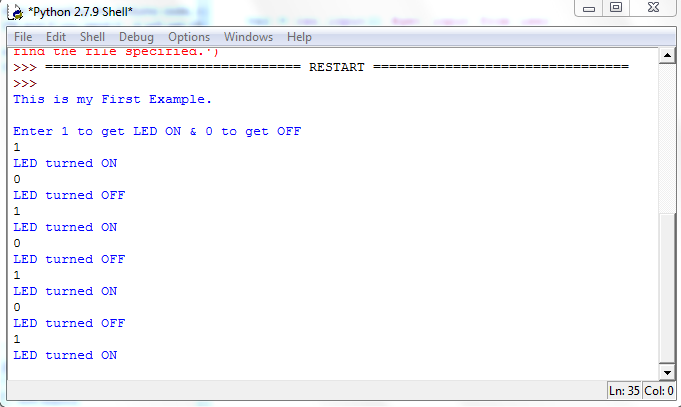 *Python 2.7.9 Shell*
File Edit Shell Debug Options Windows Help
find the file specified.')
>>> ================================ RESTART ================================
>>>
This is my First Example.
Enter 1 to get LED ON & 0 to get OFF
1
LED turned ON
0
LED turned OFF
1
LED turned ON
0
LED turned OFF
1
LED turned ON
0
LED turned OFF
1
LED turned ON
Ln: 35 Col: 0